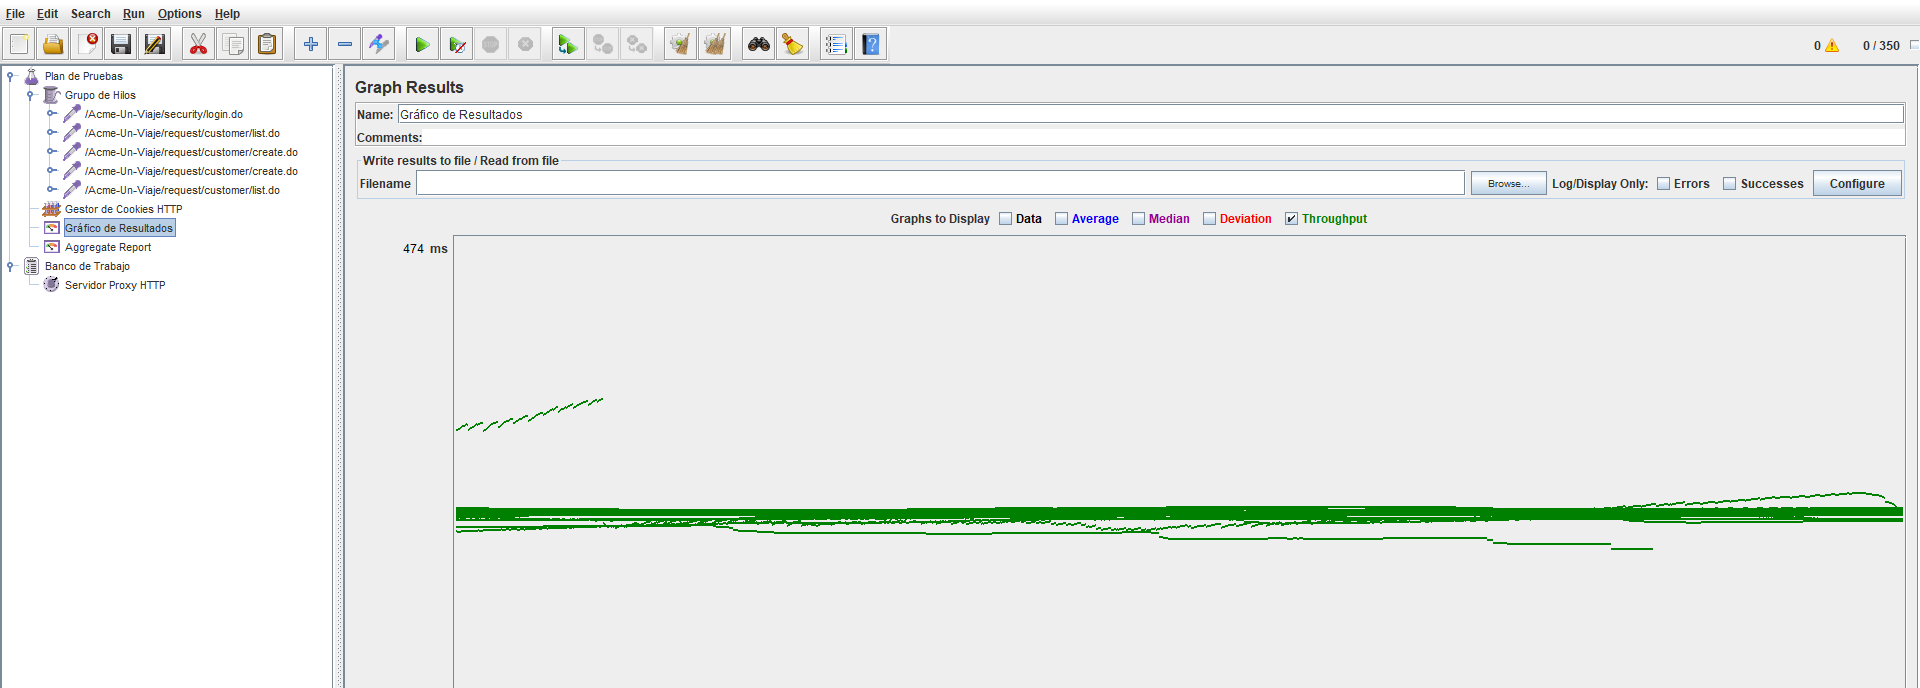 File Edit Search Run Options Help
0 0 / 350
Plan de Pruebas
Grupo de Hilos
/Acme-Un-Viaje/security/login.do
/Acme-Un-Viaje/request/customer/list.do
/Acme-Un-Viaje/request/customer/create.do
/Acme-Un-Viaje/request/customer/create.do
/Acme-Un-Viaje/request/customer/list.do
Gestor de Cookies HTTP
Gráfico de Resultados
Aggregate Report
Banco de Trabajo
Servidor Proxy HTTP
Graph Results
Name: Gráfico de Resultados
Comments:
Write results to file / Read from file
Filename Browse... Log/Display Only: Errors Successes Configure
Graphs to Display Data Average Median Deviation Throughput
474 ms